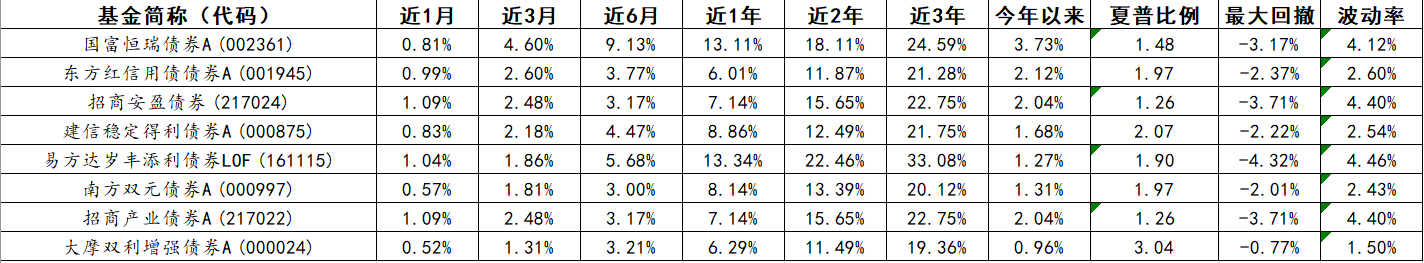 基金简称（代码） 近1月 近3月 近6月 近1年 近2年 近3年 今年以来 夏普比例 最大回撤 波动率
国富恒瑞债券A(002361) 0.81% 4.60% 9.13% 13.11% 18.11% 24.59% 3.73% 1.48 -3.17% 4.12%
东方红信用债债券A(001945) 0.99% 2.60% 3.77% 6.01% 11.87% 21.28% 2.12% 1.97 -2.37% 2.60%
招商安盈债券(217024) 1.09% 2.48% 3.17% 7.14% 15.65% 22.75% 2.04% 1.26 -3.71% 4.40%
建信稳定得利债券A(000875) 0.83% 2.18% 4.47% 8.86% 12.49% 21.75% 1.68% 2.07 -2.22% 2.54%
易方达岁丰添利债券LOF(161115) 1.04% 1.86% 5.68% 13.34% 22.46% 33.08% 1.27% 1.90 -4.32% 4.46%
南方双元债券A(000997) 0.57% 1.81% 3.00% 8.14% 13.39% 20.12% 1.31% 1.97 -2.01% 2.43%
招商产业债券A(217022) 1.09% 2.48% 3.17% 7.14% 15.65% 22.75% 2.04% 1.26 -3.71% 4.40%
大摩双利增强债券A(000024) 0.52% 1.31% 3.21% 6.29% 11.49% 19.36% 0.96% 3.04 -0.77% 1.50%